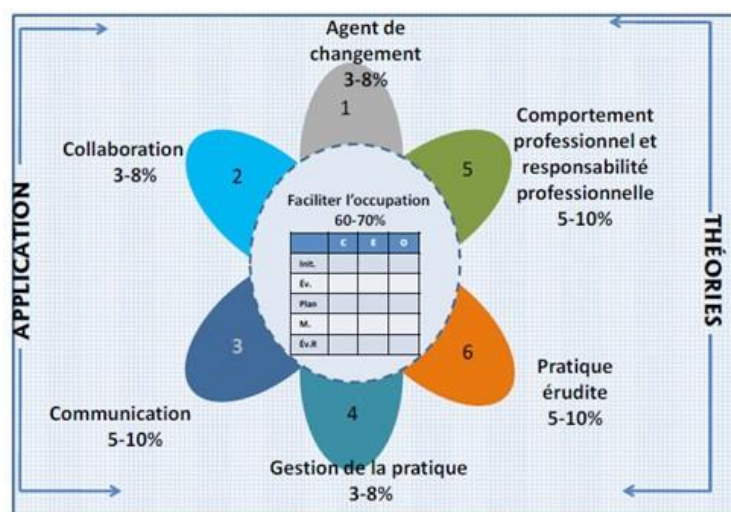 Agent de
changement
3-8%
1
Collaboration
3-8%
2
Comportement
professionnel et
responsabilité
professionnelle
5-10%
5
APPLICATION
THÉORIES
Faciliter l'occupation
60-70%
C E O
Init.
Év.
Plan
M.
Év.R
3
Communication
5-10%
6
Pratique
érudite
5-10%
4
Gestion de la pratique
3-8%